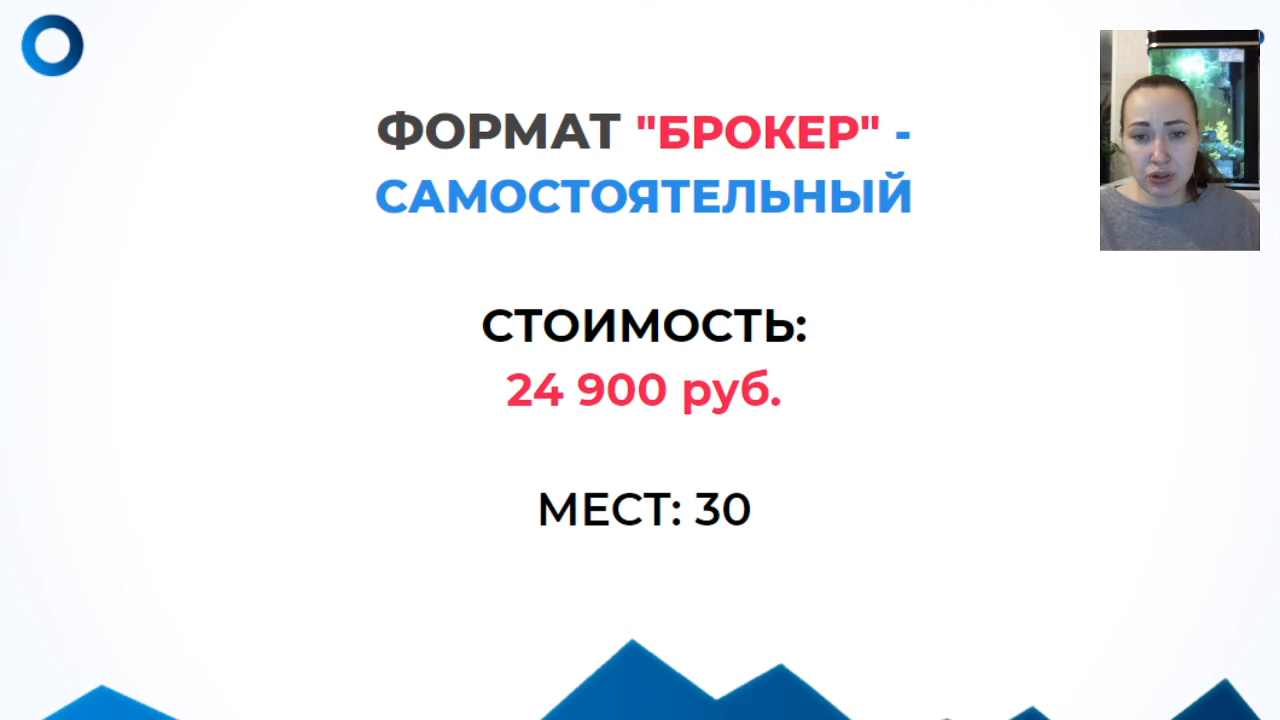 ФОРМАТ "БРОКЕР" -
САМОСТОЯТЕЛЬНЫЙ
СТОИМОСТЬ:
24 900 руб.
МЕСТ: 30